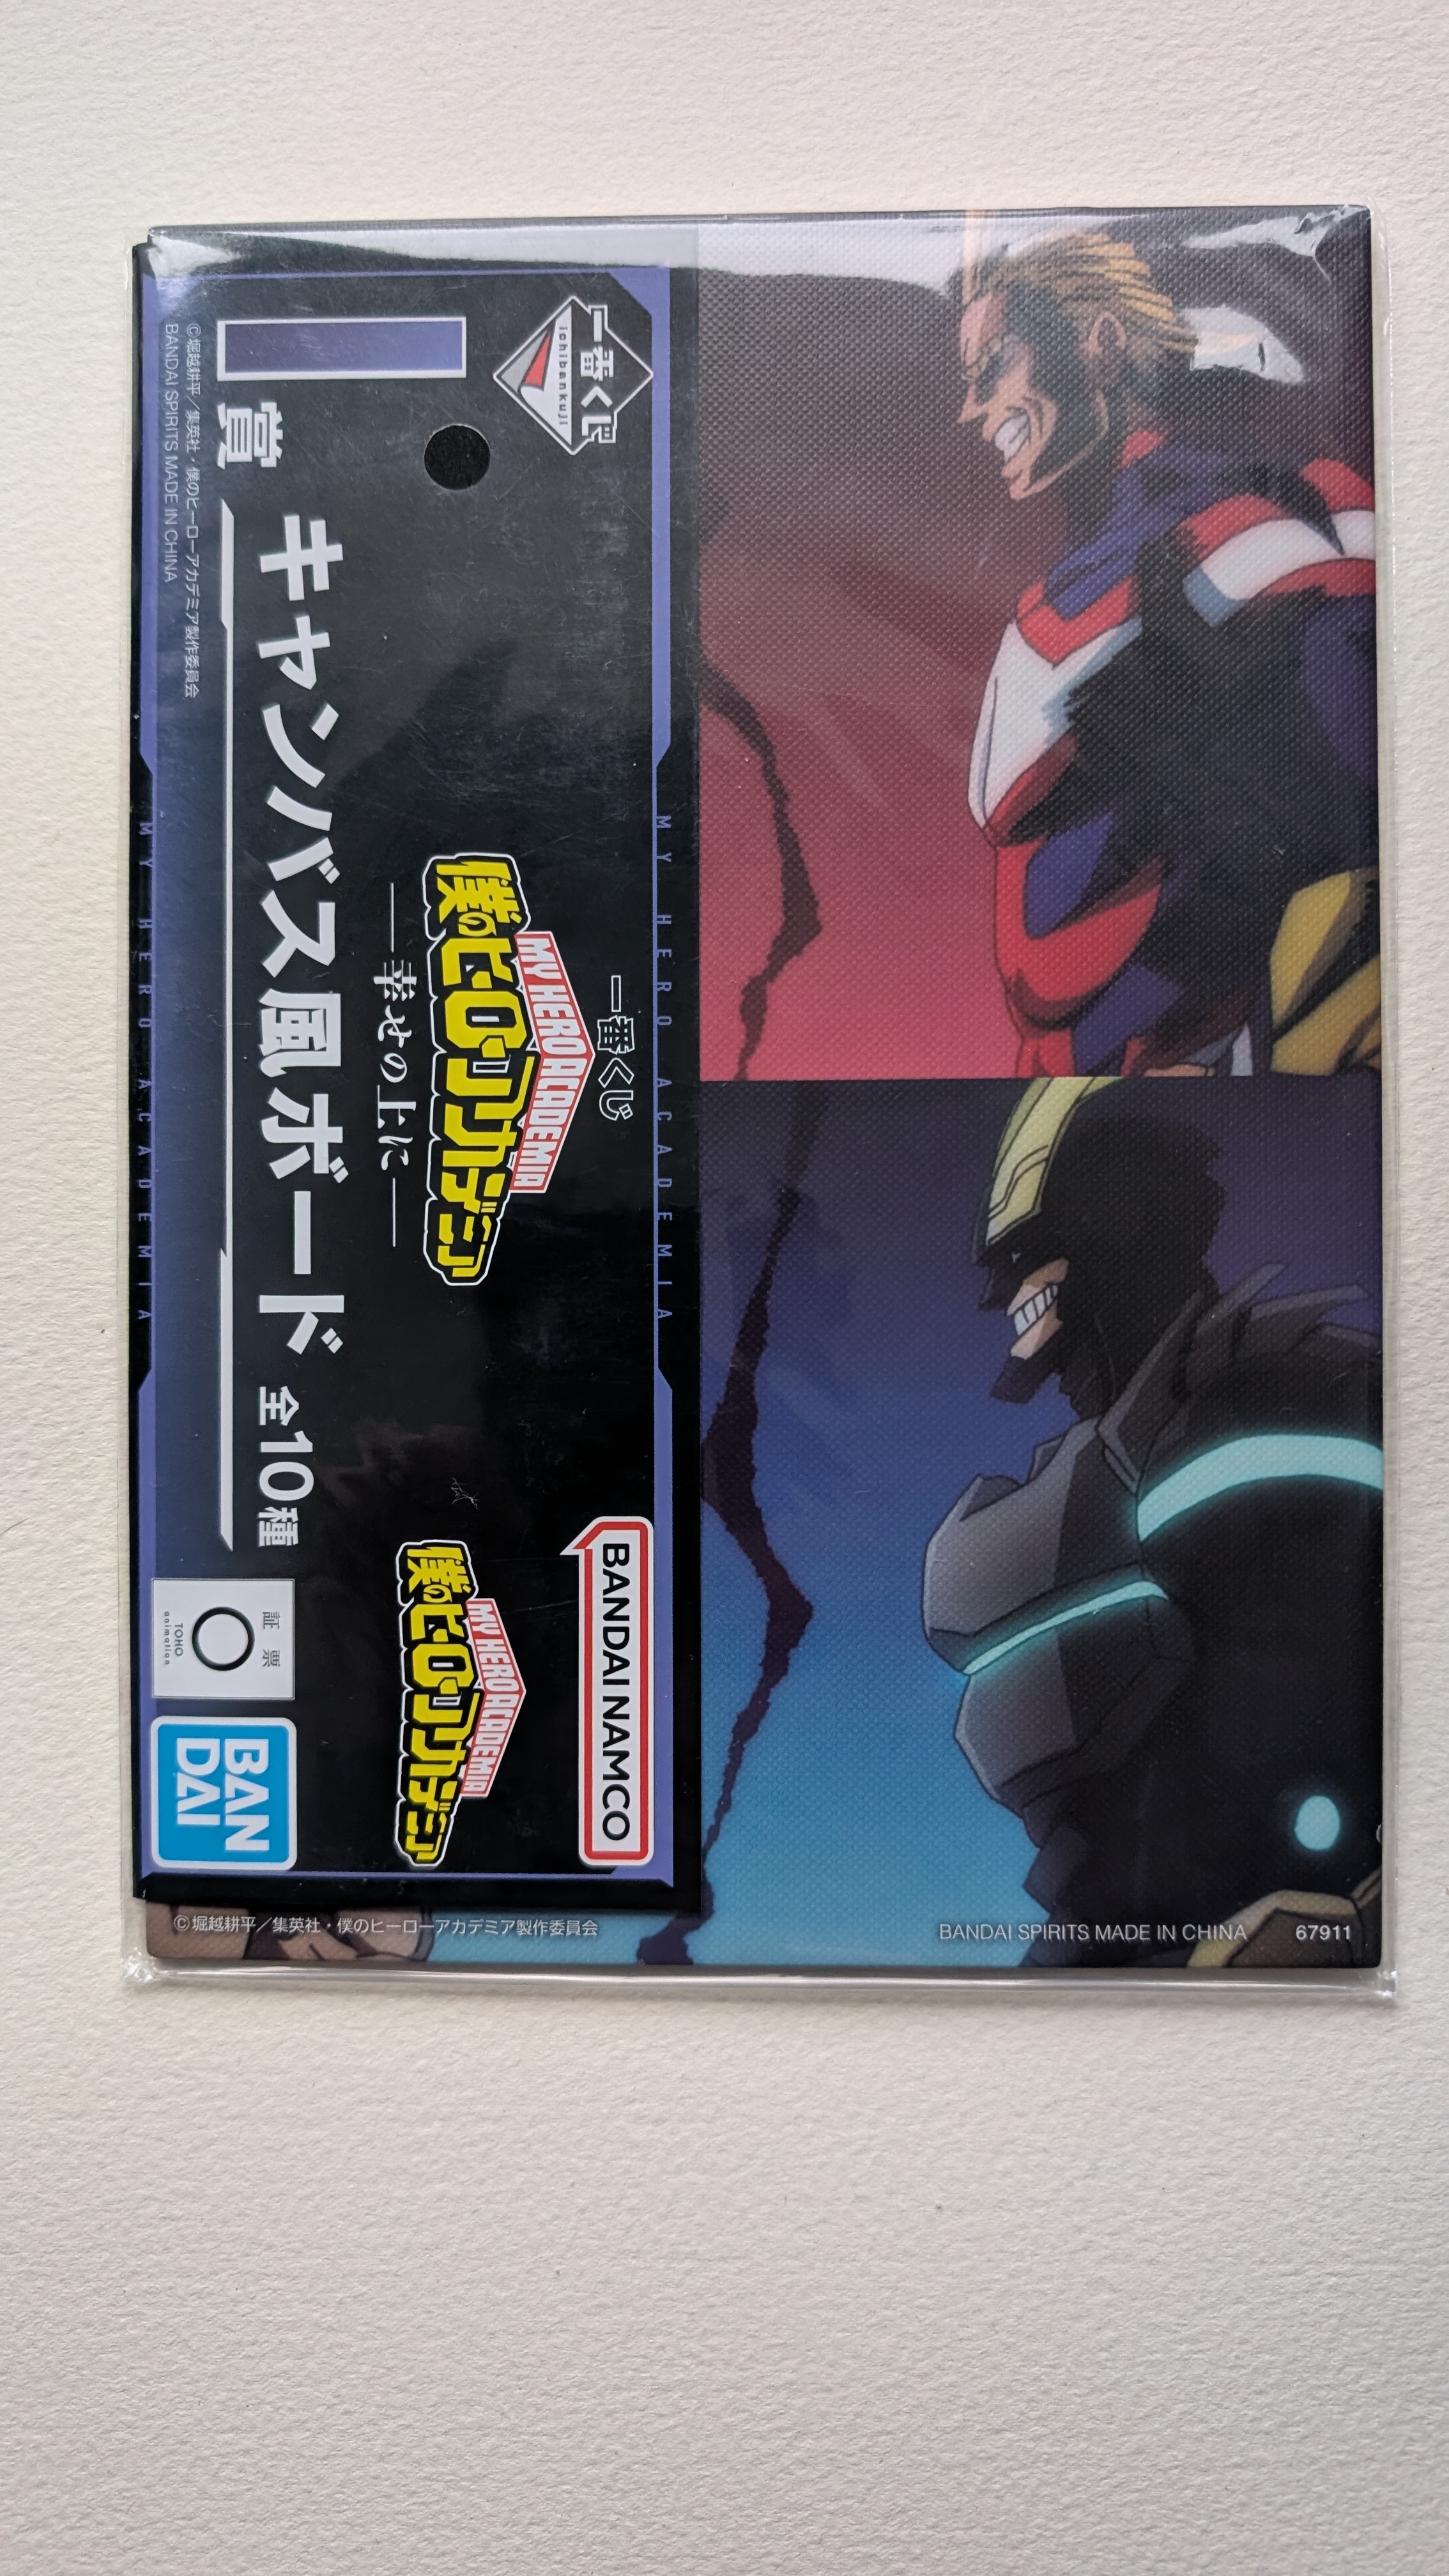 一番くじ
ichibankuji
一番くじ
MY HERO ACADEMIA
僕のヒーローアカデミア
MY HERO ACADEMIA
幸せの上に
賞
キャンバス風ボード 全10種
©堀越耕平/集英社・僕のヒーローアカデミア製作委員会
BANDAI SPIRITS MADE IN CHINA
MY HERO ACADEMIA
BANDAI NAMCO
僕のヒーローアカデミア
MY HERO ACADEMIA
証票
TOHO
animation
BAN
DAI
©堀越耕平/集英社・僕のヒーローアカデミア製作委員会
BANDAI SPIRITS MADE IN CHINA
67911